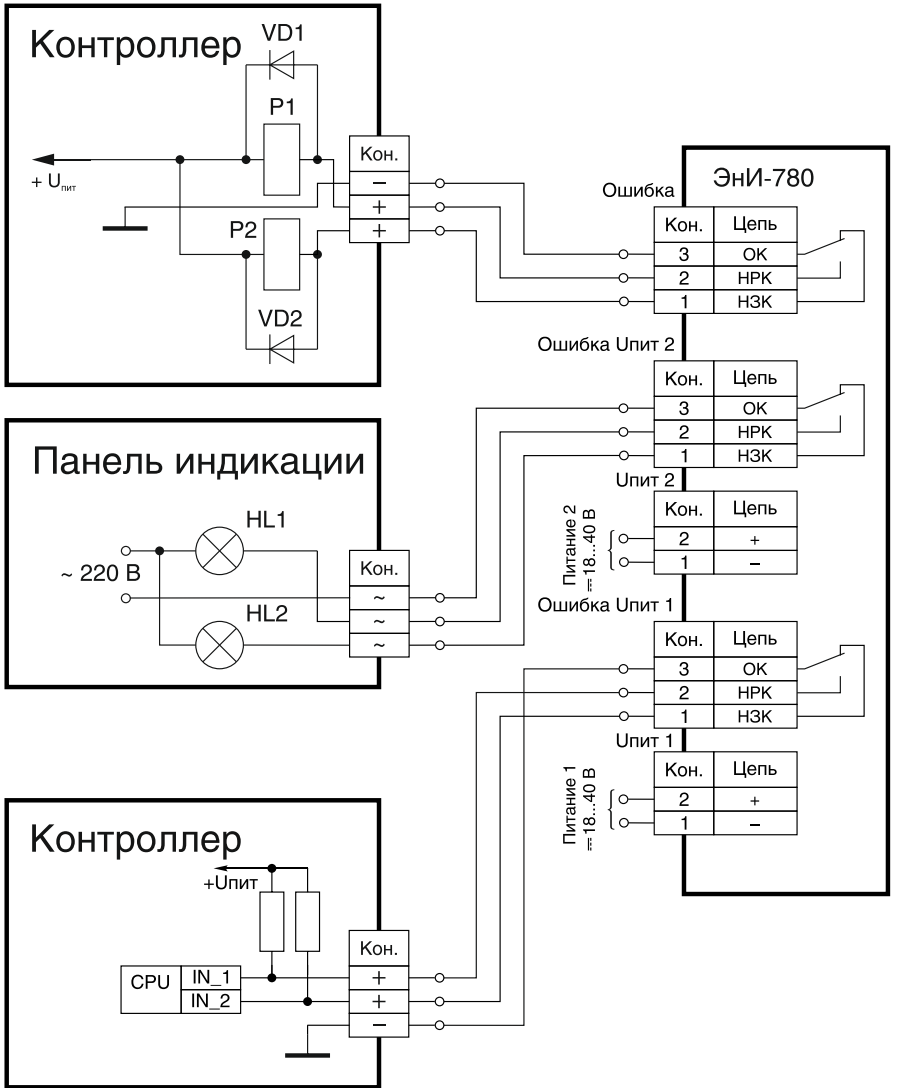 Контроллер
VD1
P1
+ Uпит
P2
VD2
Кон.
–
+
+
ЭнИ-780
Ошибка
Кон. Цепь
3 ОК
2 НРК
1 НЗК
Ошибка Uпит 2
Кон. Цепь
3 ОК
2 НРК
1 НЗК
Uпит 2
Питание 2
18...40 В
Кон. Цепь
2 +
1 –
Панель индикации
HL1
~ 220 В
HL2
Кон.
~
~
~
Ошибка Uпит 1
Кон. Цепь
3 ОК
2 НРК
1 НЗК
Uпит 1
Питание 1
18...40 В
Кон. Цепь
2 +
1 –
Контроллер
+Uпит
CPU IN_1
IN_2
Кон.
+
+
–